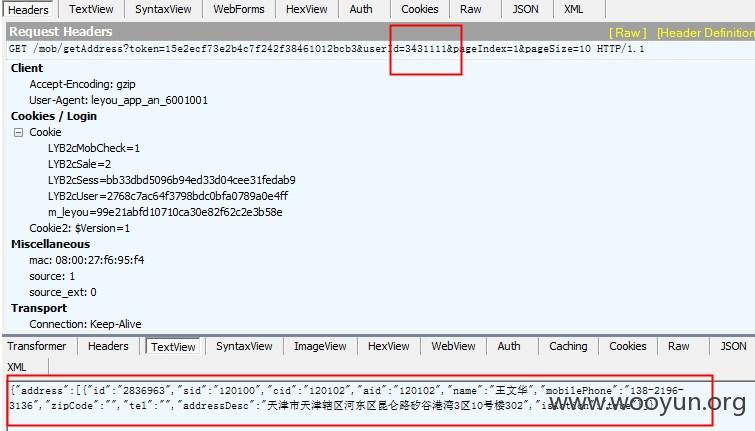 Headers TextView SyntaxView WebForms HexView Auth Cookies Raw JSON XML
Request Headers [ Raw ] [Header Definition
GET /mob/getAddress?token=15e2ecf73e2b4c7f242f38461012bcb3&userId=3431111&pageIndex=1&pageSize=10 HTTP/1.1
Client
Accept-Encoding: gzip
User-Agent: leyou_app_an_6001001
Cookies / Login
Cookie
LYB2cMobCheck=1
LYB2cSale=2
LYB2cSess=bb33dbd5096b94ed33d04cee31fedab9
LYB2cUser=2768c7ac64f3798bdc0bfa0789a0e4ff
m_leyou=99e21abfd10710ca30e82f62c2e3b58e
Cookie2: $Version=1
Miscellaneous
mac: 08:00:27:f6:95:f4
source: 1
source_ext: 0
Transport
Connection: Keep-Alive
Transformer Headers TextView SyntaxView ImageView HexView WebView Auth Caching Cookies Raw JSON
XML
{"address":[{"id":"2836963","sid":"120100","cid":"120102","aid":"120102","name":"王文华","mobilePhone":"138-2196-
3136","zipCode":"","tel":"","addressDesc":"天津市天津辖区河东区昆仑路砂谷港湾3区10号楼302",
www.wooyun.org